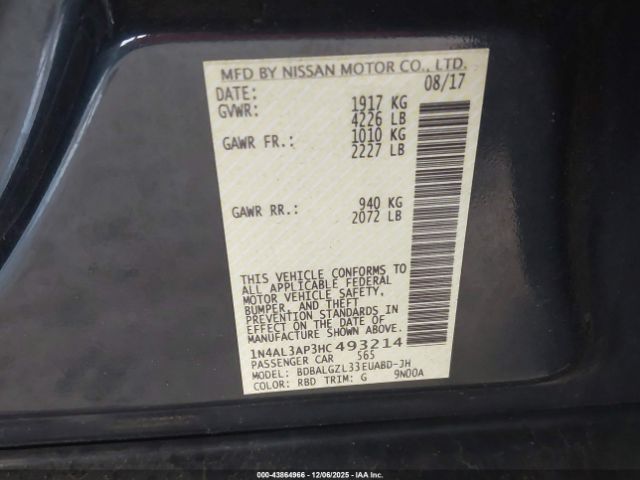 MFD BY NISSAN MOTOR CO., LTD.
DATE: 08/17
GVWR: 1917 KG
4226 LB
GAWR FR.: 1010 KG
2227 LB
GAWR RR.: 940 KG
2072 LB
THIS VEHICLE CONFORMS TO
ALL APPLICABLE FEDERAL
MOTOR VEHICLE SAFETY,
BUMPER, AND THEFT
PREVENTION STANDARDS IN
EFFECT ON THE DATE OF
MANUFACTURE SHOWN ABOVE.
1N4AL3AP3HC493214
PASSENGER CAR 565
MODEL: BDBALGZL33EUABD-JH
COLOR: RBD TRIM: G 9N00A
000-43864966 - 12/06/2025 - IAA Inc.